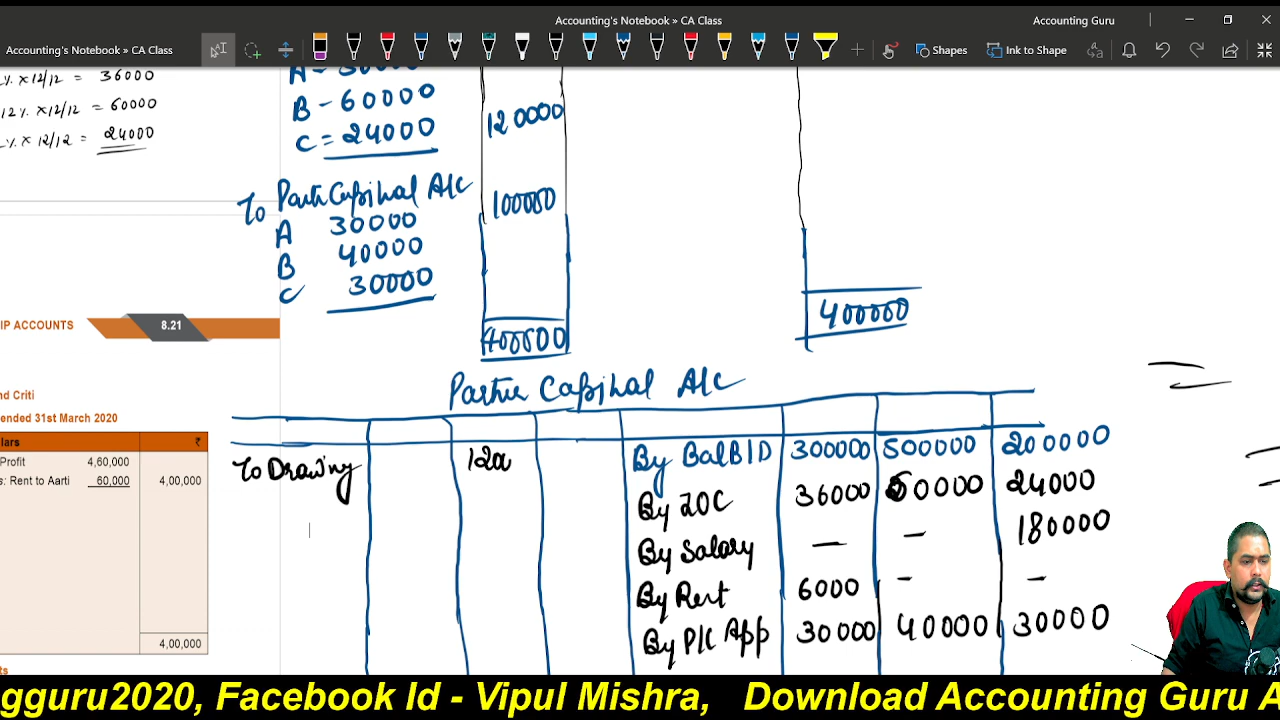 Accounting's Notebook » CA Class
Accounting Guru
Accounting's Notebook » CA Class
Shapes
Ink to Shape
x 12/12 = 36000
12 %. x 12/12 = 60000
%. x 12/12 = 24000
B - 60000
C = 24000
120000
To
Capital A/C
100000
A 30000
B 40000
C 30000
400000
400000
IP ACCOUNTS
8.21
nd Criti
ended 31st March 2020
lars
₹
Profit
4,60,000
s: Rent to Aarti
60,000
4,00,000
4,00,000
ts
Capital A/C
To Drawing
120
By Bal B/D 300000 500000 200000
By IOC 36000 60000 24000
By Salary — — 180000
By Rent 6000 - -
By P/L App 30000 40000 30000
gguru2020, Facebook Id - Vipul Mishra, Download Accounting Guru A